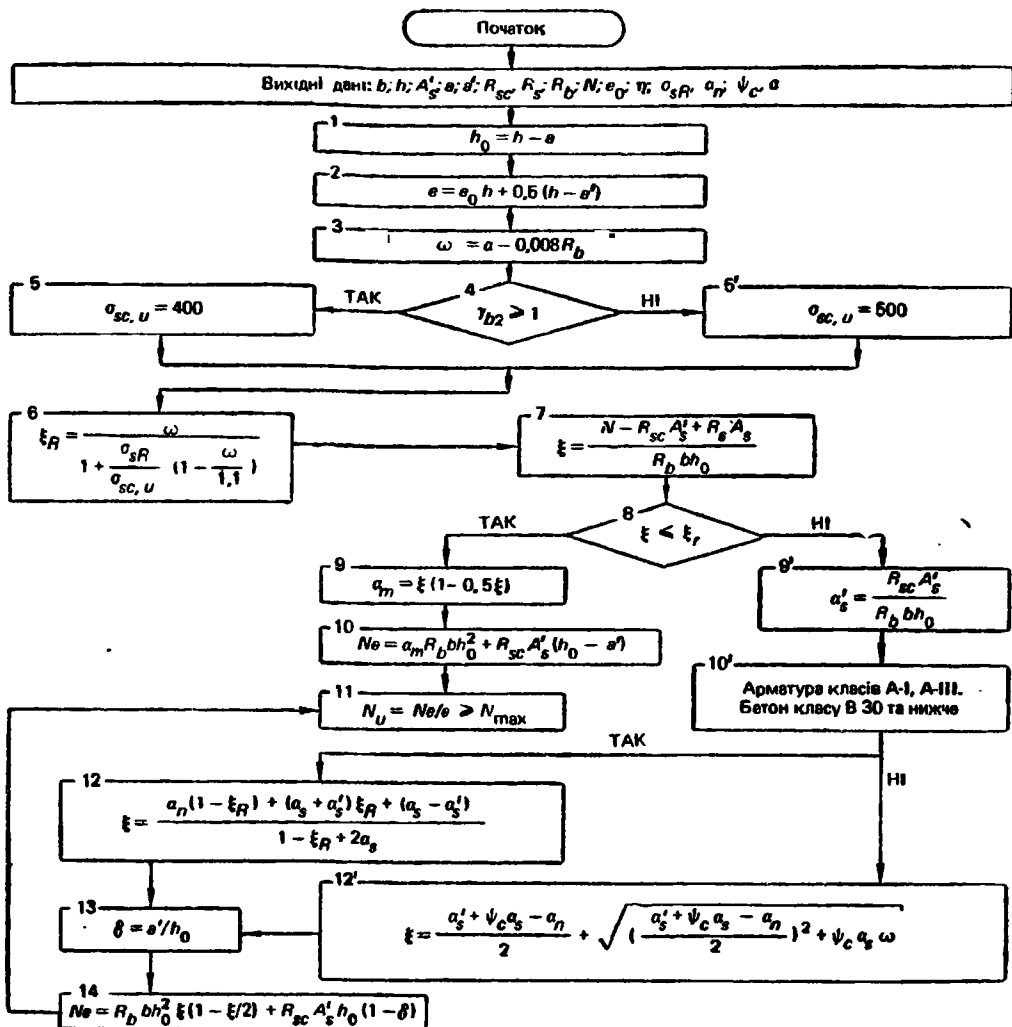 Початок
Вихідні дані: b; h; A's; a; a'; Rsc, Rs; Rb; N; e0; η; σsR, αn; ψc, α
1
h0 = h − a
2
e = e0 h + 0,5 (h − a')
3
ω = α − 0,008Rb
4
γb2 ⩾ 1
ТАК
НІ
5
σsc, u = 400
5'
σsc, u = 500
6
ξR = ω / (1 + σsR/σsc, u (1 − ω/1,1))
7
ξ = (N − Rsc A's + Rs As) / (Rb bh0)
8
ξ ⩽ ξr
ТАК
НІ
9
αm = ξ (1 − 0,5ξ)
9'
α's = Rsc A's / (Rb bh0)
10
Ne = αm Rb bh0² + Rsc A's (h0 − a')
10'
Арматура класів А-І, А-ІІІ.
Бетон класу В 30 та нижче
11
Nu = Ne/e ⩾ Nmax
ТАК
НІ
12
ξ = (αn (1 − ξR) + (αs + α's) ξR + (αs − α's)) / (1 − ξR + 2αs)
12'
ξ = (α's + ψc αs − αn)/2 + √((α's + ψc αs − αn)/2)² + ψc αs ω
13
δ = a'/h0
14
Ne = Rb bh0² ξ (1 − ξ/2) + Rsc A's h0 (1 − δ)